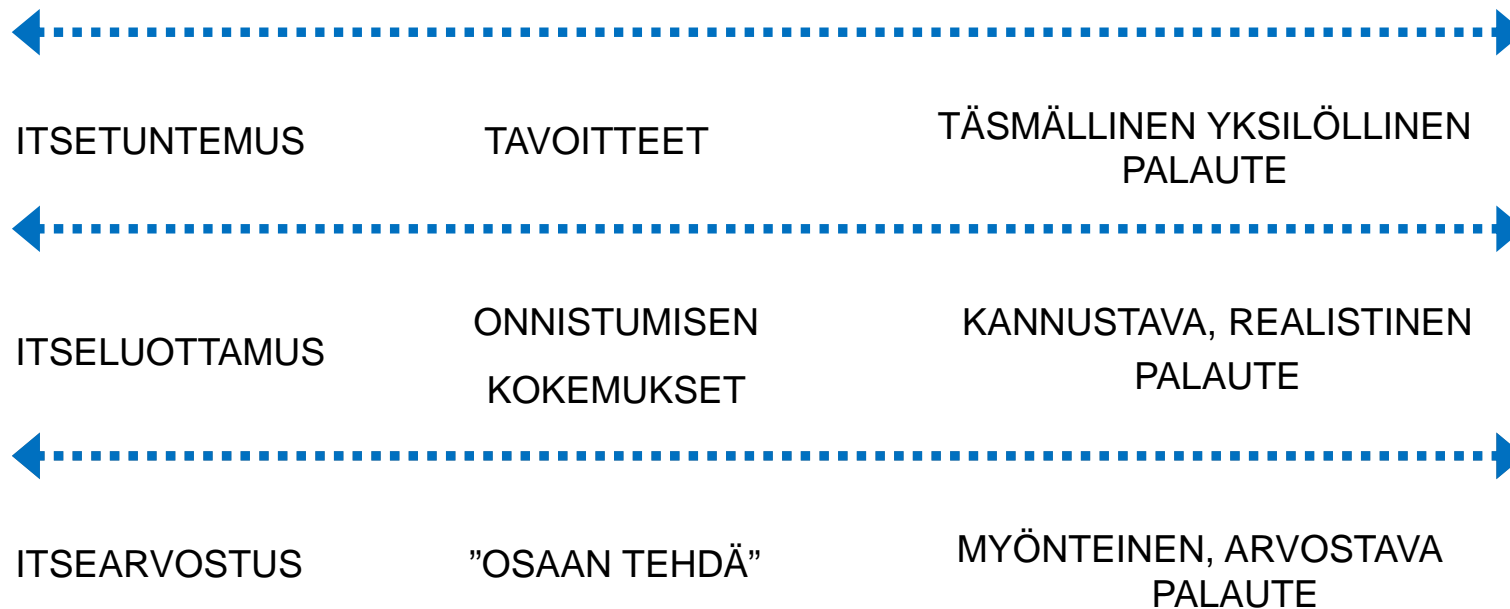 ITSETUNTEMUS
TAVOITTEET
TÄSMÄLLINEN YKSILÖLLINEN
PALAUTE
ITSELUOTTAMUS
ONNISTUMISEN
KOKEMUKSET
KANNUSTAVA, REALISTINEN
PALAUTE
ITSEARVOSTUS
”OSAAN TEHDÄ”
MYÖNTEINEN, ARVOSTAVA
PALAUTE